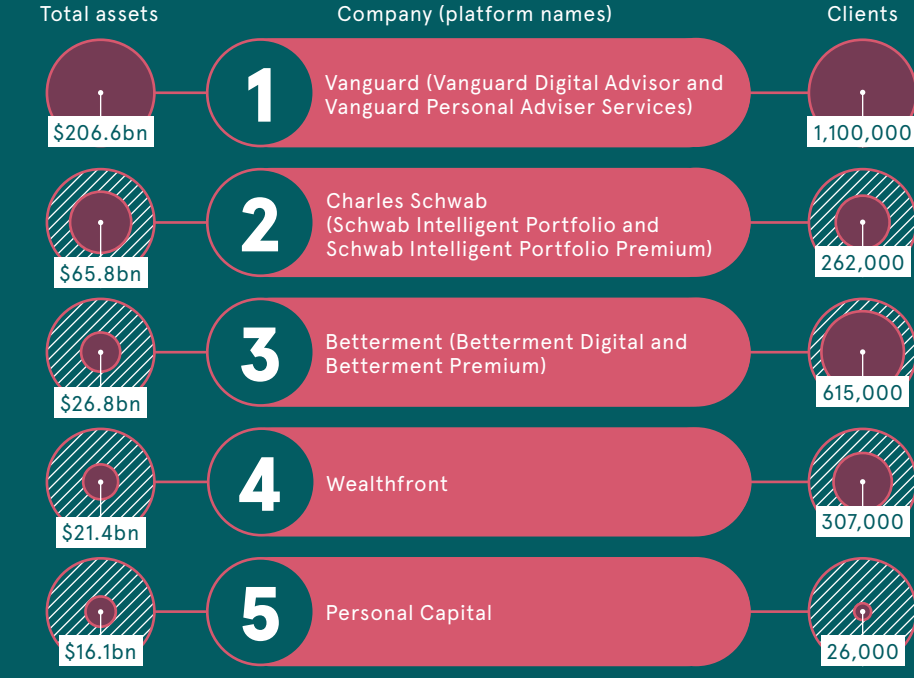 Total assets
Company (platform names)
Clients
$206.6bn
1
Vanguard (Vanguard Digital Advisor and
Vanguard Personal Adviser Services)
1,100,000
$65.8bn
2
Charles Schwab
(Schwab Intelligent Portfolio and
Schwab Intelligent Portfolio Premium)
262,000
$26.8bn
3
Betterment (Betterment Digital and
Betterment Premium)
615,000
$21.4bn
4
Wealthfront
307,000
$16.1bn
5
Personal Capital
26,000